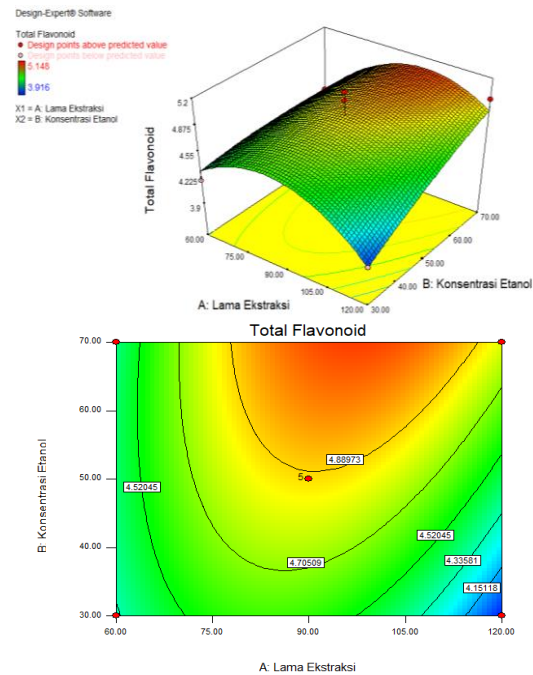 Design-Expert® Software
Total Flavonoid
Design points above predicted value
Design points below predicted value
5.148
3.916
X1 = A: Lama Ekstraksi
X2 = B: Konsentrasi Etanol
5.2
4.875
4.55
4.225
3.9
Total Flavonoid
60.00
75.00
90.00
105.00
120.00
30.00
40.00
50.00
60.00
70.00
A: Lama Ekstraksi
B: Konsentrasi Etanol
Total Flavonoid
70.00
60.00
50.00
40.00
30.00
B: Konsentrasi Etanol
4.88973
5
4.52045
4.70509
4.52045
4.33581
4.15118
60.00
75.00
90.00
105.00
120.00
A: Lama Ekstraksi